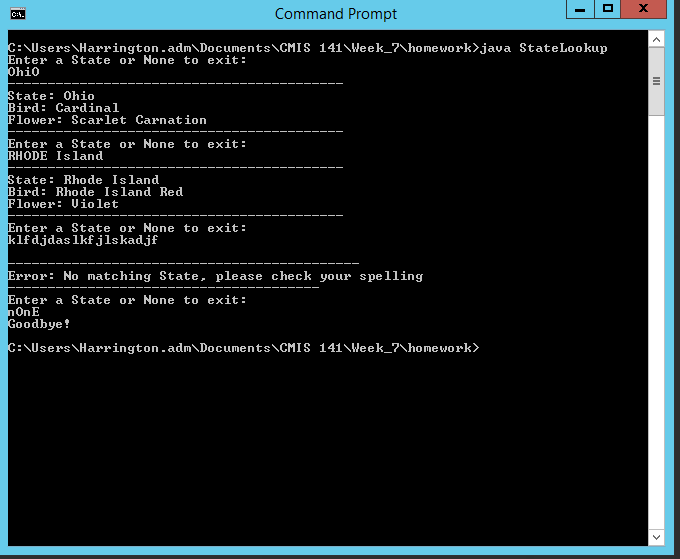 Command Prompt
C:\Users\Harrington.adm\Documents\CMIS 141\Week_7\homework>java StateLookup
Enter a State or None to exit:
OhiO
------------------------------------------
State: Ohio
Bird: Cardinal
Flower: Scarlet Carnation
------------------------------------------
Enter a State or None to exit:
RHODE Island
------------------------------------------
State: Rhode Island
Bird: Rhode Island Red
Flower: Violet
------------------------------------------
Enter a State or None to exit:
klfdjdaslkfjlskadjf
--------------------------------------------
Error: No matching State, please check your spelling
---------------------------------------
Enter a State or None to exit:
nOnE
Goodbye!
C:\Users\Harrington.adm\Documents\CMIS 141\Week_7\homework>